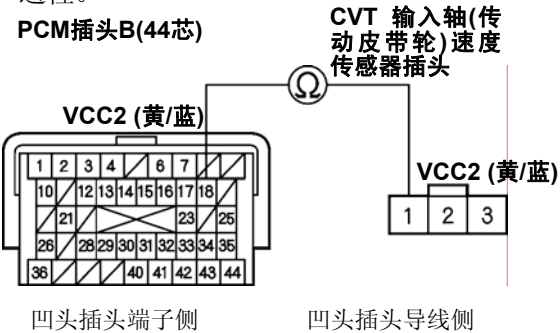 PCM插头B(44芯)
CVT 输入轴(传
动皮带轮)速度
传感器插头
Ω
VCC2 (黄/蓝)
1 2 3 4 6 7
10 12 13 14 15 16 17 18
21 23 25
26 28 29 30 31 32 33 34 35
36 40 41 42 43 44
VCC2 (黄/蓝)
1 2 3
凹头插头端子侧
凹头插头导线侧